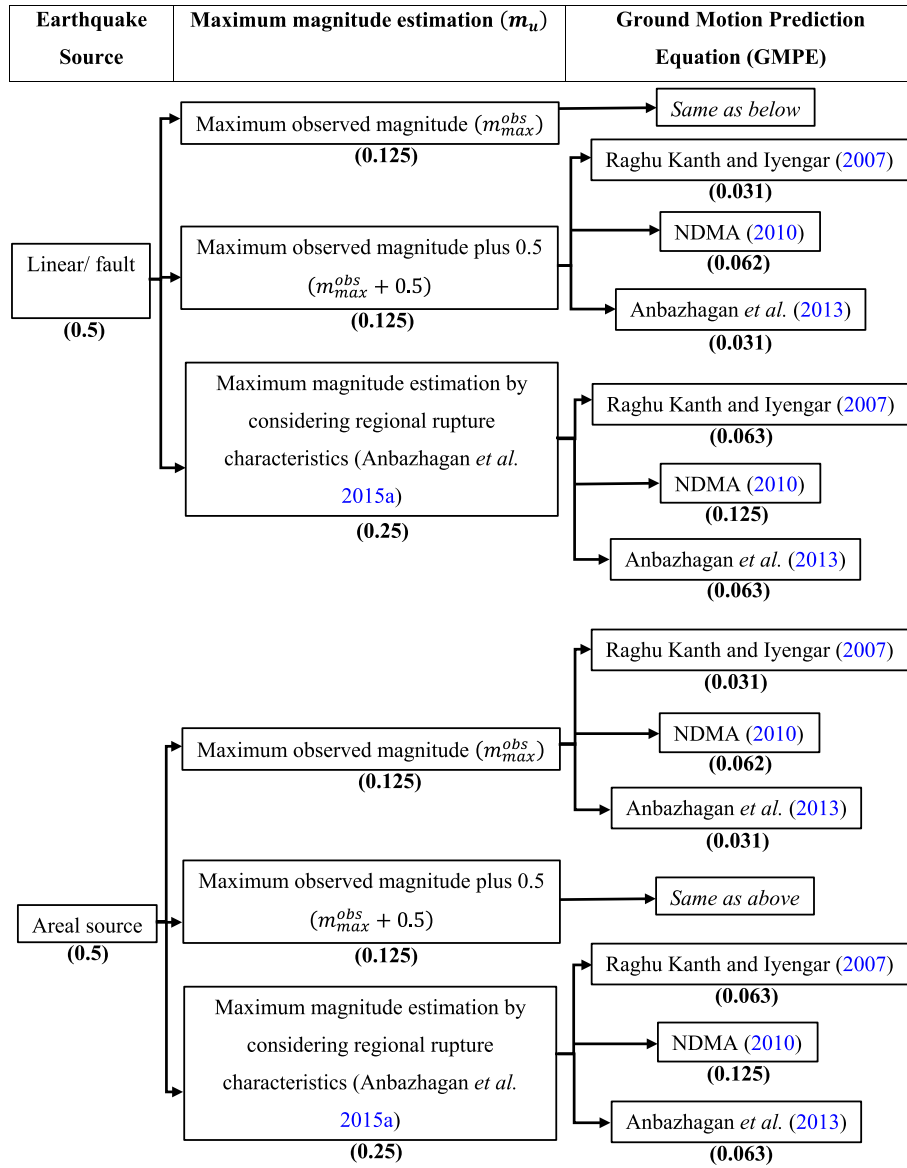 Earthquake
Source
Maximum magnitude estimation (m_u)
Ground Motion Prediction
Equation (GMPE)
Linear/ fault
(0.5)
Maximum observed magnitude (m_max^obs)
(0.125)
Same as below
Maximum observed magnitude plus 0.5
(m_max^obs + 0.5)
(0.125)
Raghu Kanth and Iyengar (2007)
(0.031)
NDMA (2010)
(0.062)
Anbazhagan et al. (2013)
(0.031)
Maximum magnitude estimation by
considering regional rupture
characteristics (Anbazhagan et al.
2015a)
(0.25)
Raghu Kanth and Iyengar (2007)
(0.063)
NDMA (2010)
(0.125)
Anbazhagan et al. (2013)
(0.063)
Areal source
(0.5)
Maximum observed magnitude (m_max^obs)
(0.125)
Raghu Kanth and Iyengar (2007)
(0.031)
NDMA (2010)
(0.062)
Anbazhagan et al. (2013)
(0.031)
Maximum observed magnitude plus 0.5
(m_max^obs + 0.5)
(0.125)
Same as above
Maximum magnitude estimation by
considering regional rupture
characteristics (Anbazhagan et al.
2015a)
(0.25)
Raghu Kanth and Iyengar (2007)
(0.063)
NDMA (2010)
(0.125)
Anbazhagan et al. (2013)
(0.063)